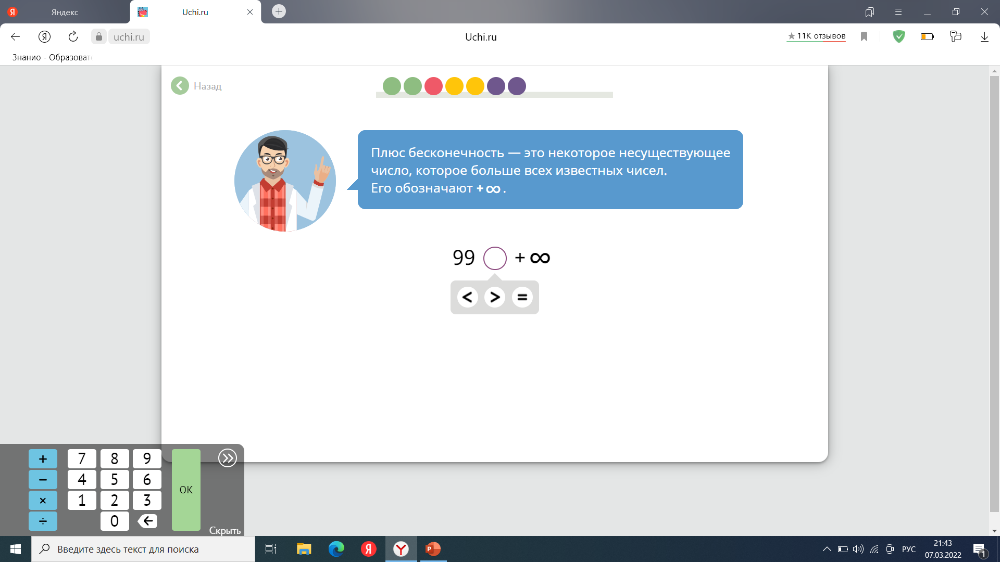 Яндекс
Uchi.ru
uchi.ru
Uchi.ru
★ 11K отзывов
Знанио - Образоват
Назад
Плюс бесконечность — это некоторое несуществующее
число, которое больше всех известных чисел.
Его обозначают +∞.
99 + ∞
< > =
+ 7 8 9
− 4 5 6 OK
× 1 2 3
÷ 0
Скрыть
Введите здесь текст для поиска
РУС
21:43
07.03.2022
1